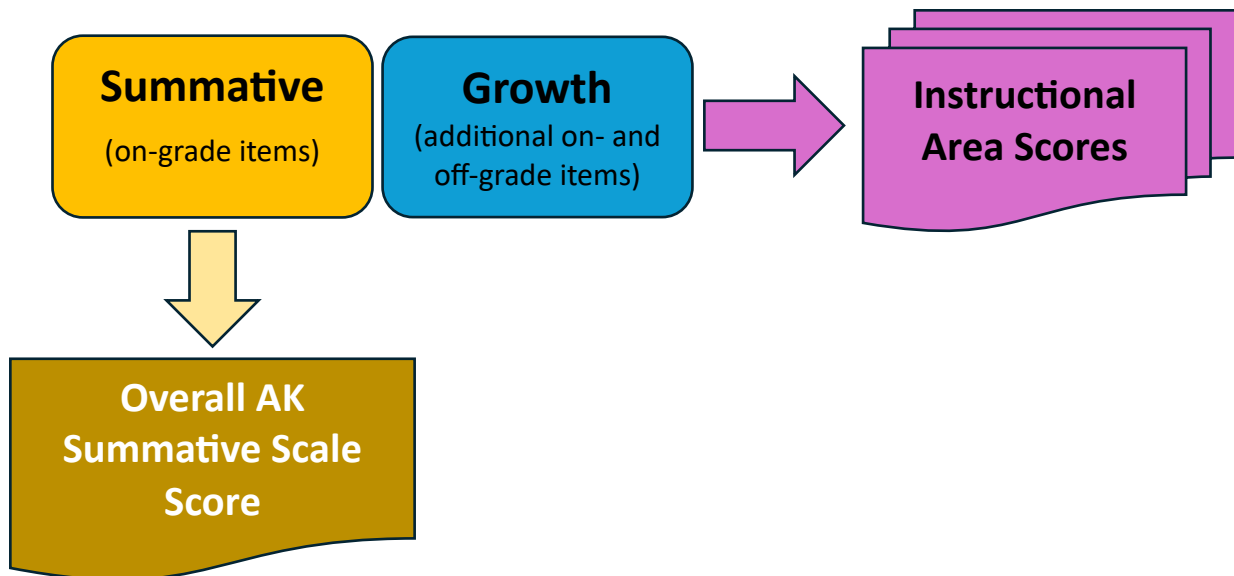 Summative
(on-grade items)
Growth
(additional on- and
off-grade items)
Instructional
Area Scores
Overall AK
Summative Scale
Score